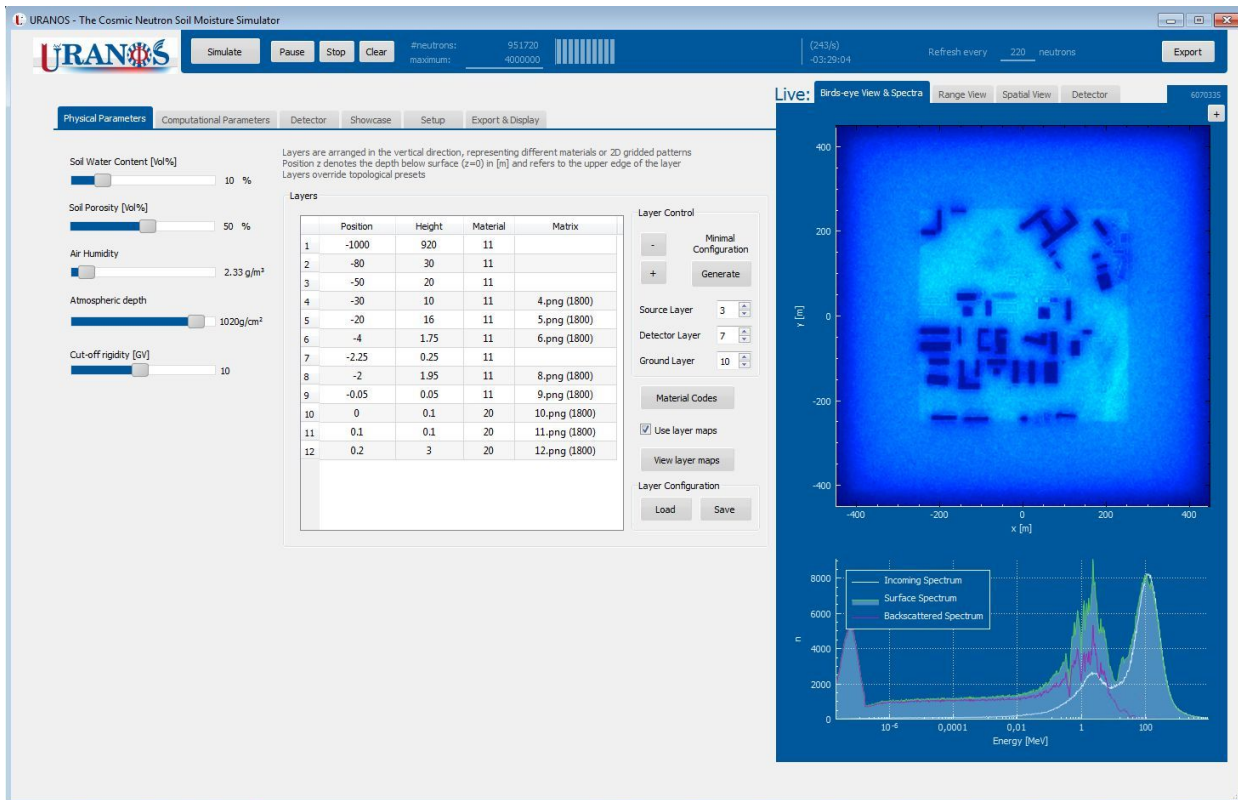 URANOS - The Cosmic Neutron Soil Moisture Simulator
URANOS
Simulate
Pause
Stop
Clear
#neutrons: 951720
maximum: 4000000
(243/s)
-03:29:04
Refresh every 220 neutrons
Export
Physical Parameters
Computational Parameters
Detector
Showcase
Setup
Export & Display
Soil Water Content [Vol%]
10 %
Soil Porosity [Vol%]
50 %
Air Humidity
2.33 g/m³
Atmospheric depth
1020g/cm²
Cut-off rigidity [GV]
10
Layers are arranged in the vertical direction, representing different materials or 2D gridded patterns
Position z denotes the depth below surface (z=0) in [m] and refers to the upper edge of the layer
Layers override topological presets
Layers
Position Height Material Matrix
1 -1000 920 11
2 -80 30 11
3 -50 20 11
4 -30 10 11 4.png (1800)
5 -20 16 11 5.png (1800)
6 -4 1.75 11 6.png (1800)
7 -2.25 0.25 11
8 -2 1.95 11 8.png (1800)
9 -0.05 0.05 11 9.png (1800)
10 0 0.1 20 10.png (1800)
11 0.1 0.1 20 11.png (1800)
12 0.2 3 20 12.png (1800)
Layer Control
-
Minimal
Configuration
+
Generate
Source Layer 3
Detector Layer 7
Ground Layer 10
Material Codes
Use layer maps
View layer maps
Layer Configuration
Load
Save
Live:
Birds-eye View & Spectra
Range View
Spatial View
Detector
6070335
+
400
200
0
-200
-400
y [m]
-400 -200 0 200 400
x [m]
8000
6000
4000
2000
0
n
Incoming Spectrum
Surface Spectrum
Backscattered Spectrum
10⁻⁶ 0,0001 0,01 1 100
Energy [MeV]